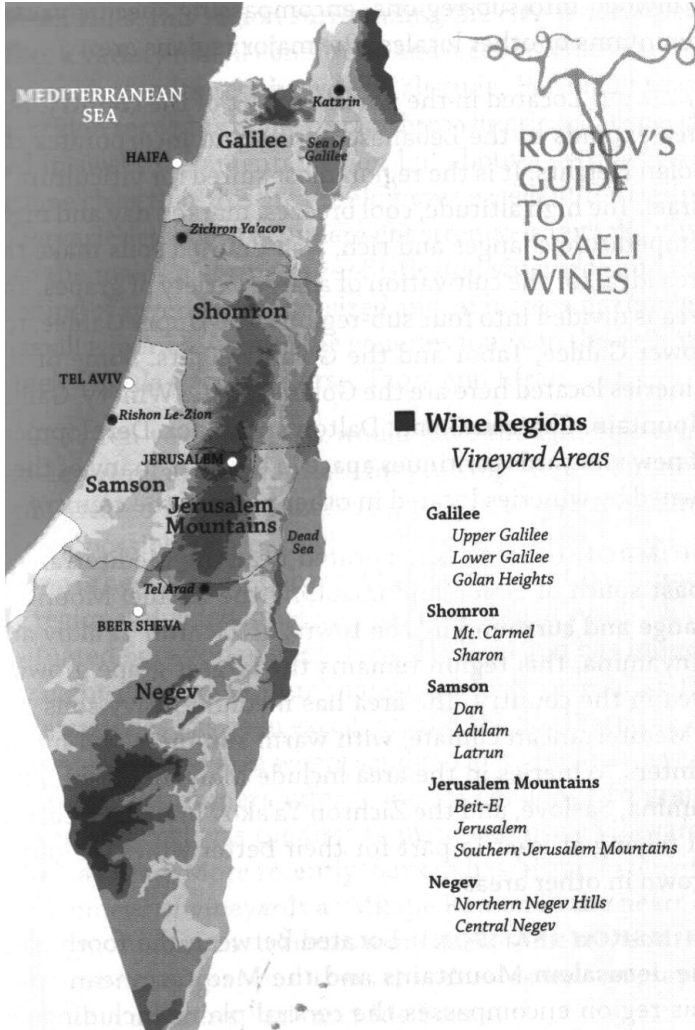 MEDITERRANEAN
SEA
Katzrin
Galilee
Sea of
Galilee
HAIFA
Zichron Ya'acov
Shomron
TEL AVIV
Rishon Le-Zion
JERUSALEM
Samson
Jerusalem
Mountains
Dead
Sea
Tel Arad
BEER SHEVA
Negev
ROGOV'S
GUIDE
TO
ISRAELI
WINES
Wine Regions
Vineyard Areas
Galilee
Upper Galilee
Lower Galilee
Golan Heights
Shomron
Mt. Carmel
Sharon
Samson
Dan
Adulam
Latrun
Jerusalem Mountains
Beit-El
Jerusalem
Southern Jerusalem Mountains
Negev
Northern Negev Hills
Central Negev